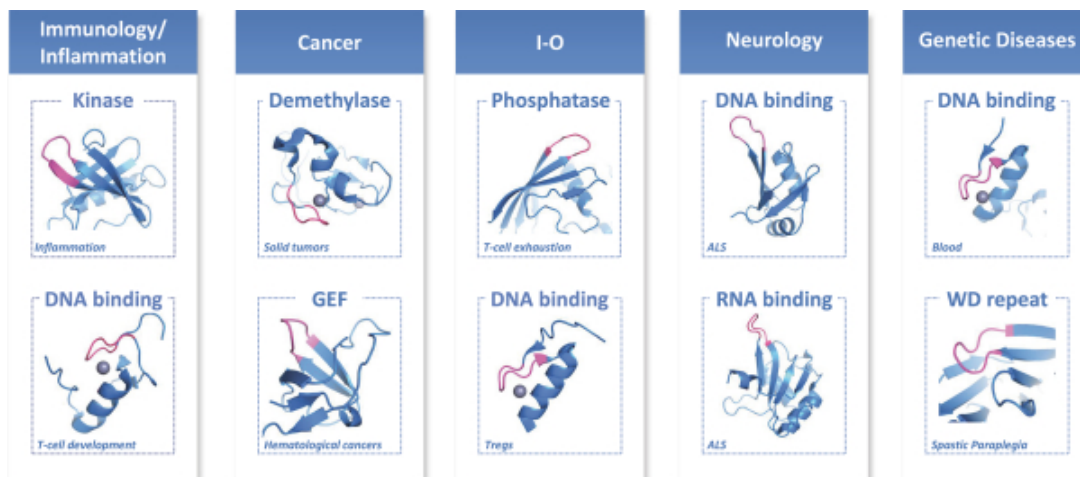 Immunology/
Inflammation
Cancer
I-O
Neurology
Genetic Diseases
Kinase
Demethylase
Phosphatase
DNA binding
DNA binding
Inflammation
Solid tumors
T-cell exhaustion
ALS
Blood
DNA binding
GEF
DNA binding
RNA binding
WD repeat
T-cell development
Hematological cancers
Tregs
ALS
Spastic Paraplegia